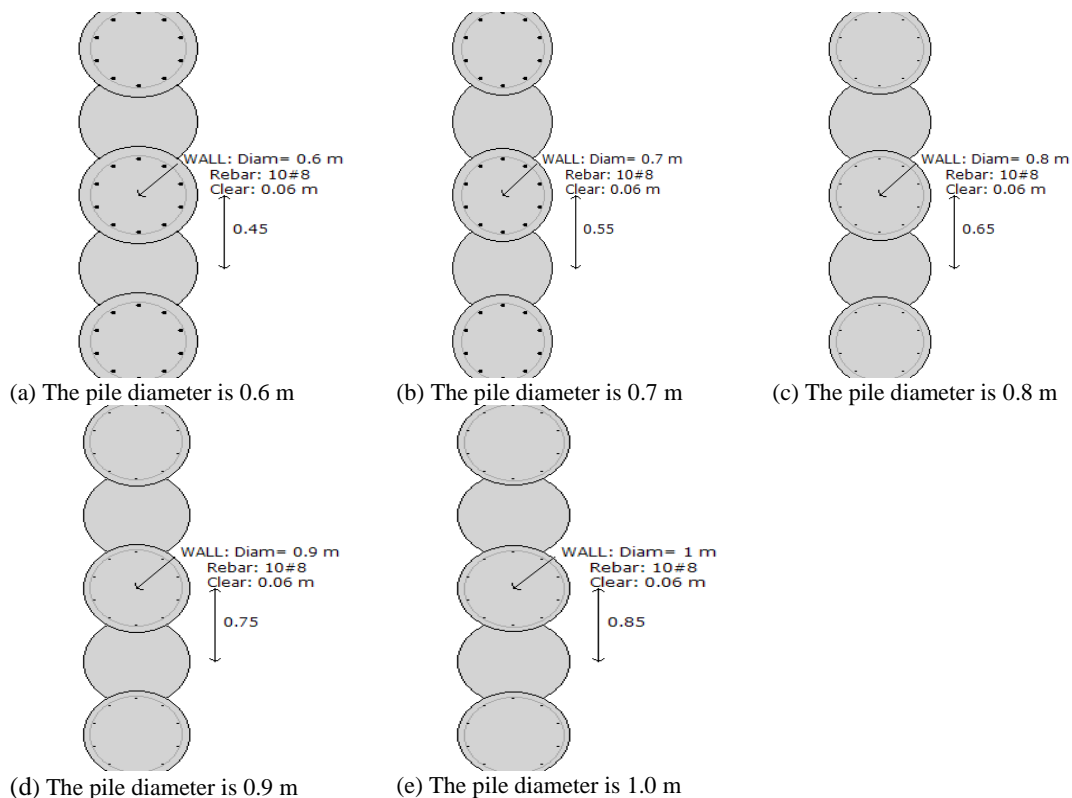 WALL: Diam= 0.6 m
Rebar: 10#8
Clear: 0.06 m
0.45
WALL: Diam= 0.7 m
Rebar: 10#8
Clear: 0.06 m
0.55
WALL: Diam= 0.8 m
Rebar: 10#8
Clear: 0.06 m
0.65
(a) The pile diameter is 0.6 m
(b) The pile diameter is 0.7 m
(c) The pile diameter is 0.8 m
WALL: Diam= 0.9 m
Rebar: 10#8
Clear: 0.06 m
0.75
WALL: Diam= 1 m
Rebar: 10#8
Clear: 0.06 m
0.85
(d) The pile diameter is 0.9 m
(e) The pile diameter is 1.0 m